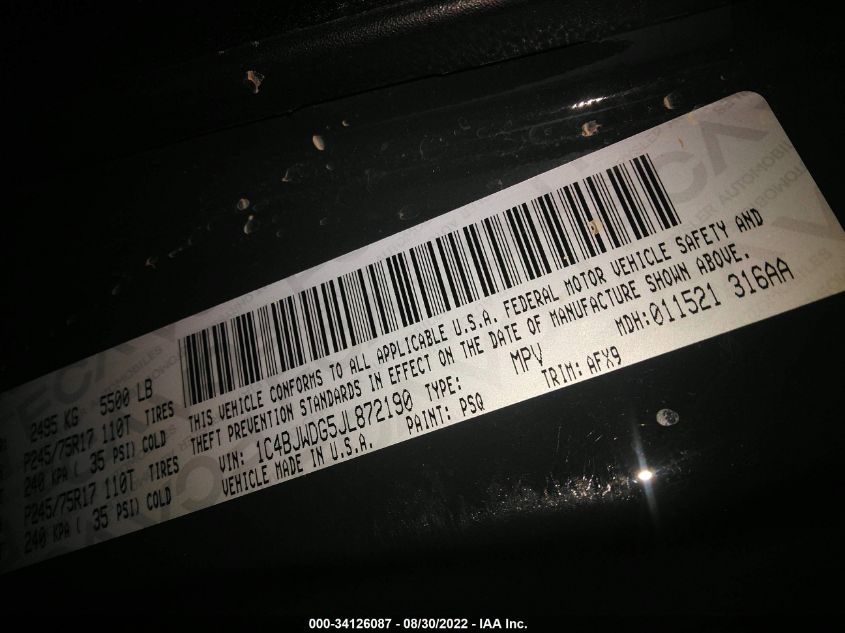 2495 KG 5500 LB
P245/75R17 110T TIRES
240 KPA ( 35 PSI) COLD
P245/75R17 110T TIRES
240 KPA ( 35 PSI) COLD
THIS VEHICLE CONFORMS TO ALL APPLICABLE U.S.A. FEDERAL MOTOR VEHICLE SAFETY AND
THEFT PREVENTION STANDARDS IN EFFECT ON THE DATE OF MANUFACTURE SHOWN ABOVE.
VIN: 1C4BJWDG5JL872190 TYPE: MPV MDH:011521 316AA
VEHICLE MADE IN U.S.A. PAINT: PSQ TRIM: AFX9
000-34126087 - 08/30/2022 - IAA Inc.